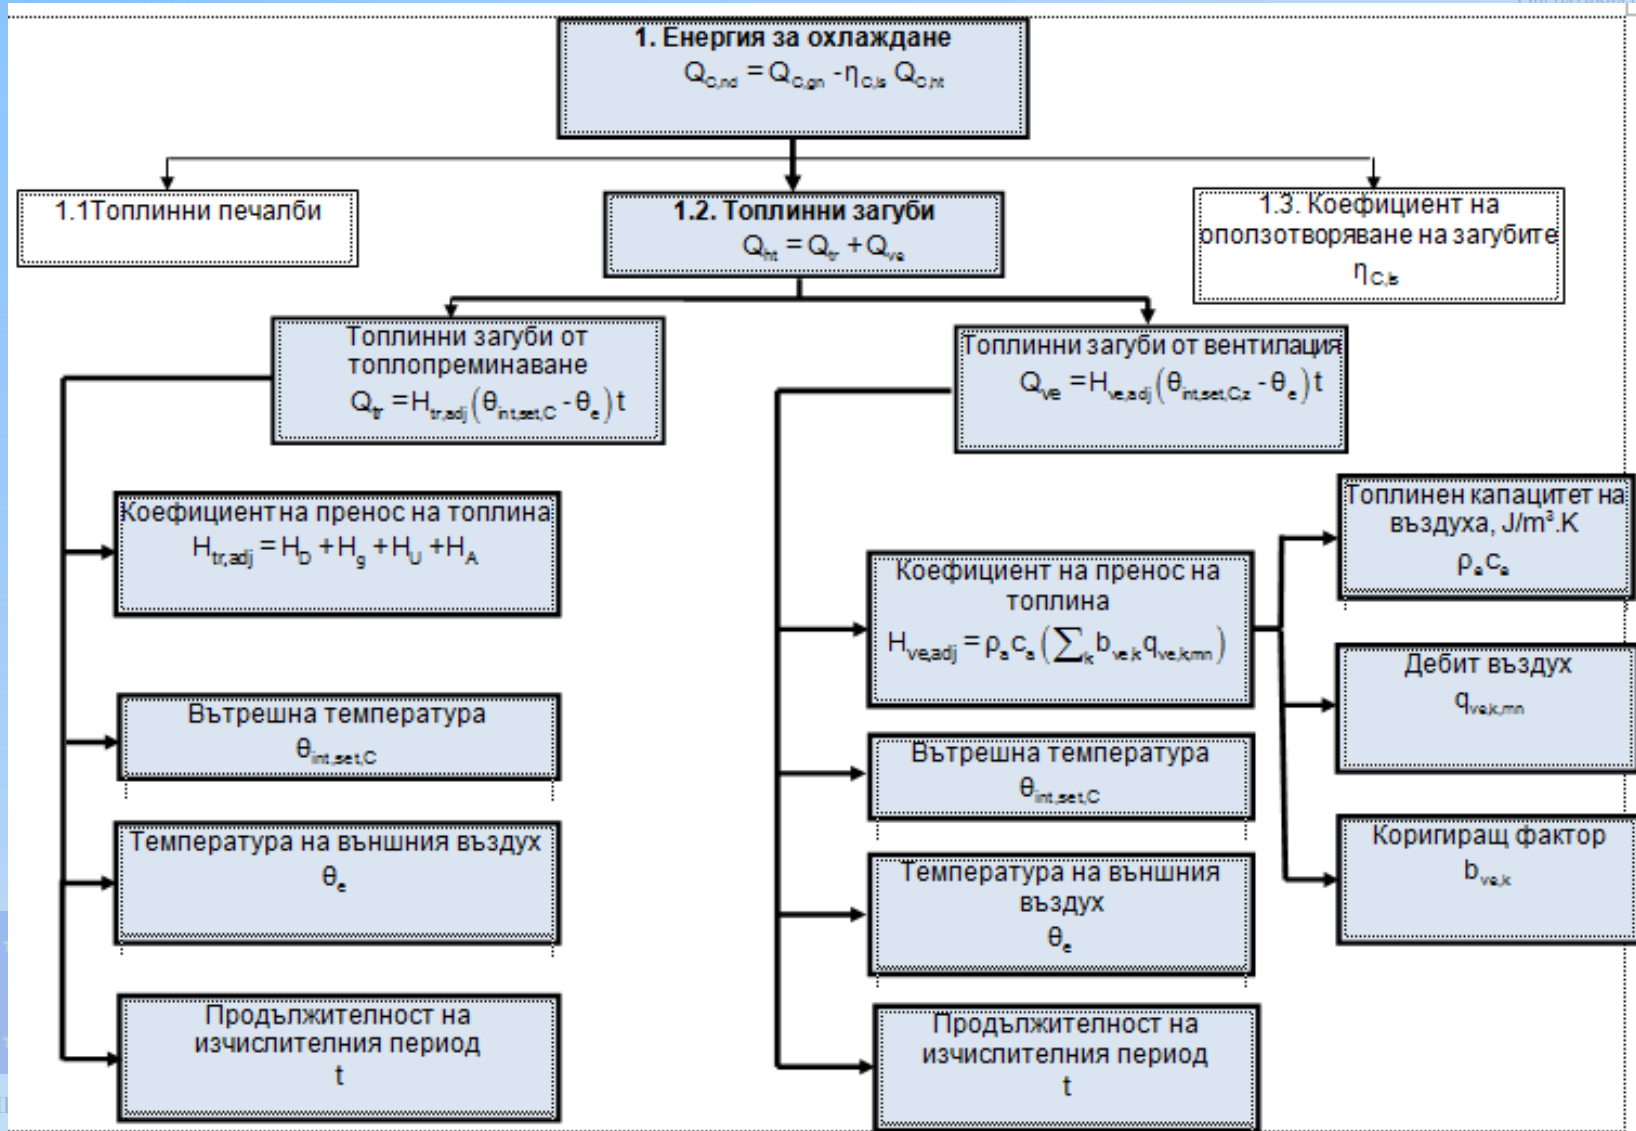 1. Енергия за охлаждане
Q_C,nd = Q_C,gn - η_C,ls Q_C,ht
1.1Топлинни печалби
1.2. Топлинни загуби
Q_ht = Q_tr + Q_ve
1.3. Коефициент на
оползотворяване на загубите
η_C,ls
Топлинни загуби от
топлопреминаване
Q_tr = H_tr,adj (θ_int,set,C - θ_e) t
Топлинни загуби от вентилация
Q_ve = H_ve,adj (θ_int,set,C,z - θ_e) t
Коефициент на пренос на топлина
H_tr,adj = H_D + H_g + H_U + H_A
Вътрешна температура
θ_int,set,C
Температура на външния въздух
θ_e
Продължителност на
изчислителния период
t
Коефициент на пренос на
топлина
H_ve,adj = ρ_a c_a (∑_k b_ve,k q_ve,k,mn)
Вътрешна температура
θ_int,set,C
Температура на външния
въздух
θ_e
Продължителност на
изчислителния период
t
Топлинен капацитет на
въздуха, J/m³.K
ρ_a c_a
Дебит въздух
q_ve,k,mn
Коригиращ фактор
b_ve,k